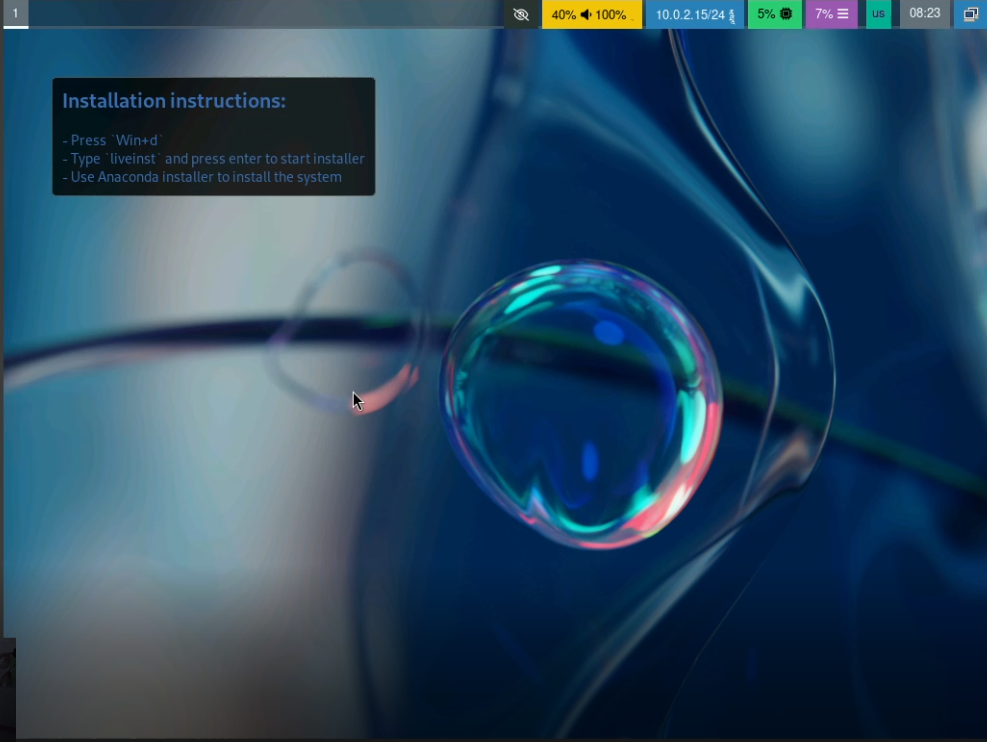 1 40% 100% 10.0.2.15/24 5% 7% us 08:23
Installation instructions:
- Press `Win+d`
- Type `liveinst` and press enter to start installer
- Use Anaconda installer to install the system